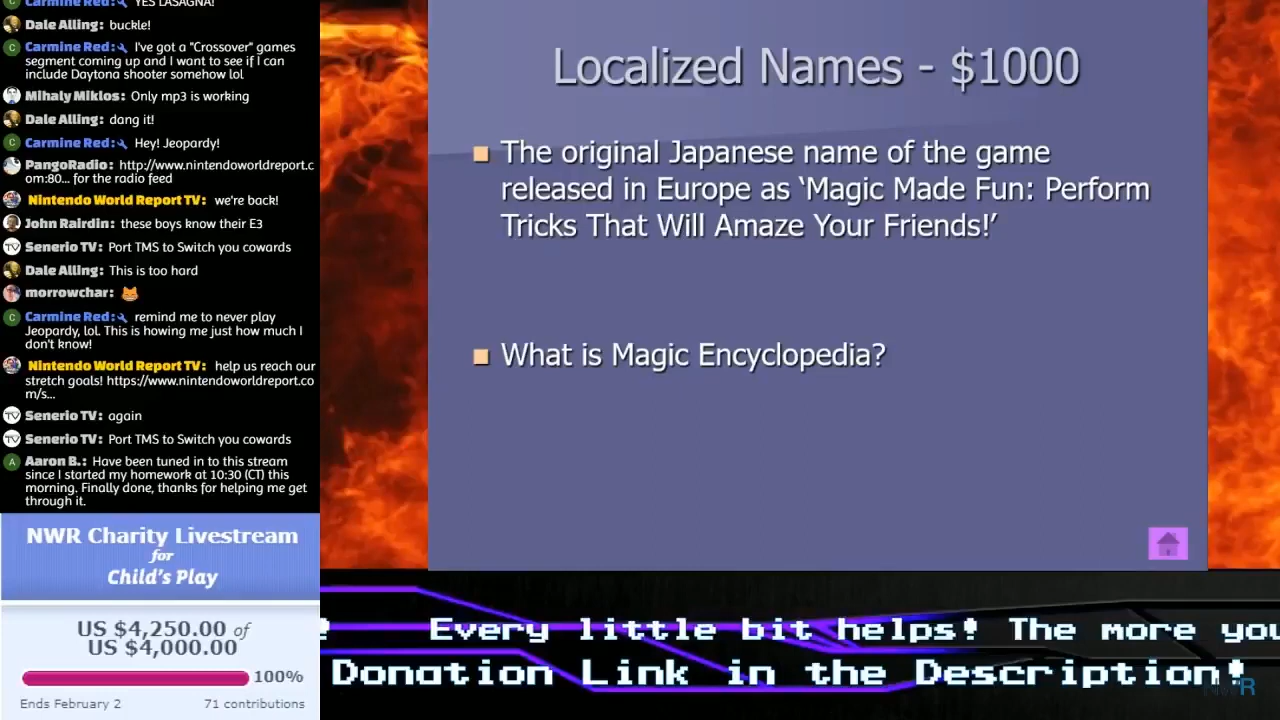 Carmine Red: YES LASAGNA!
Dale Alling: buckle!
C Carmine Red: I've got a "Crossover" games
segment coming up and I want to see if I can
include Daytona shooter somehow lol
Mihaly Miklos: Only mp3 is working
Dale Alling: dang it!
C Carmine Red: Hey! Jeopardy!
PangoRadio: http://www.nintendoworldreport.c
om:80... for the radio feed
Nintendo World Report TV: we're back!
John Rairdin: these boys know their E3
TV Senerio TV: Port TMS to Switch you cowards
Dale Alling: This is too hard
morrowchar:
C Carmine Red: remind me to never play
Jeopardy, lol. This is howing me just how much I
don't know!
Nintendo World Report TV: help us reach our
stretch goals! https://www.nintendoworldreport.co
m/s...
TV Senerio TV: again
TV Senerio TV: Port TMS to Switch you cowards
A Aaron B.: Have been tuned in to this stream
since I started my homework at 10:30 (CT) this
morning. Finally done, thanks for helping me get
through it.
NWR Charity Livestream
for
Child's Play
US $4,250.00 of
US $4,000.00
100%
Ends February 2 71 contributions
Localized Names - $1000
The original Japanese name of the game
released in Europe as ‘Magic Made Fun: Perform
Tricks That Will Amaze Your Friends!’
What is Magic Encyclopedia?
! Every little bit helps! The more you
Donation Link in the Description!
NWR